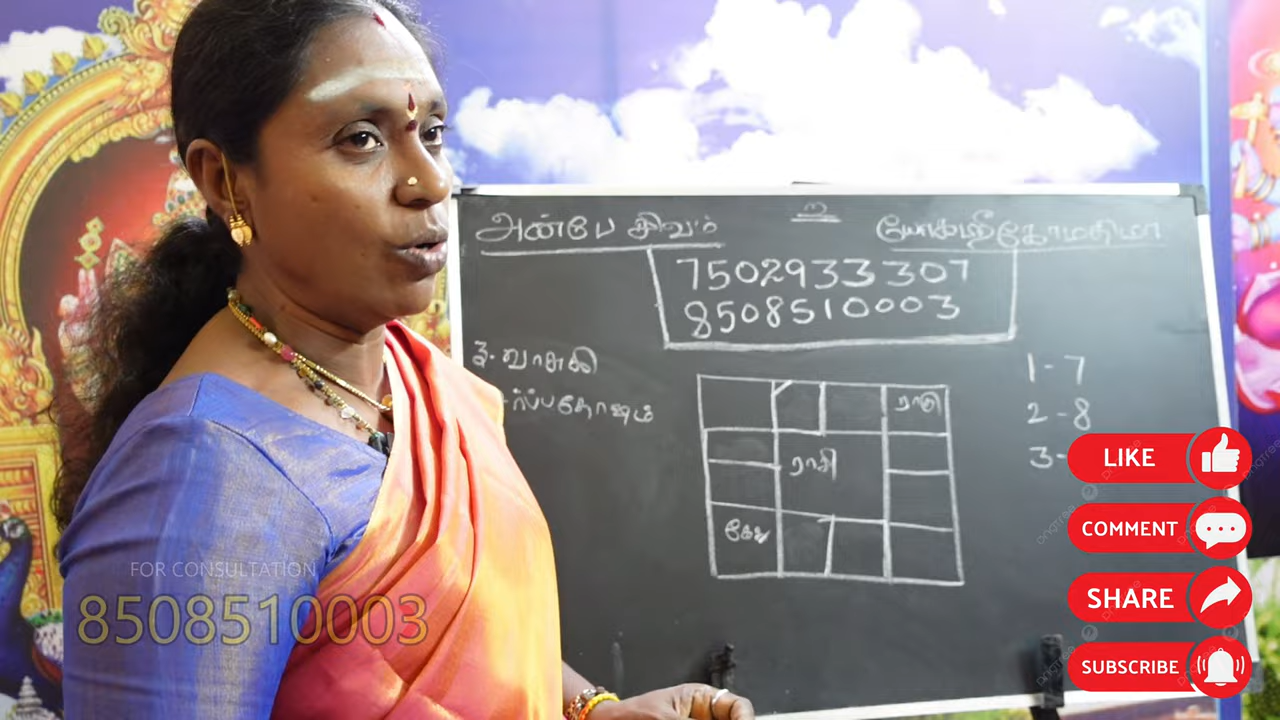 உ
அன்பே சிவம்
யோகஸ்ரீகோமதிமா
7502933307
8508510003
3. வாசுகி
சர்ப்பதோஷம்
1-7
2-8
3-
ராகு
ராசி
கேது
LIKE
COMMENT
SHARE
SUBSCRIBE
FOR CONSULTATION
8508510003